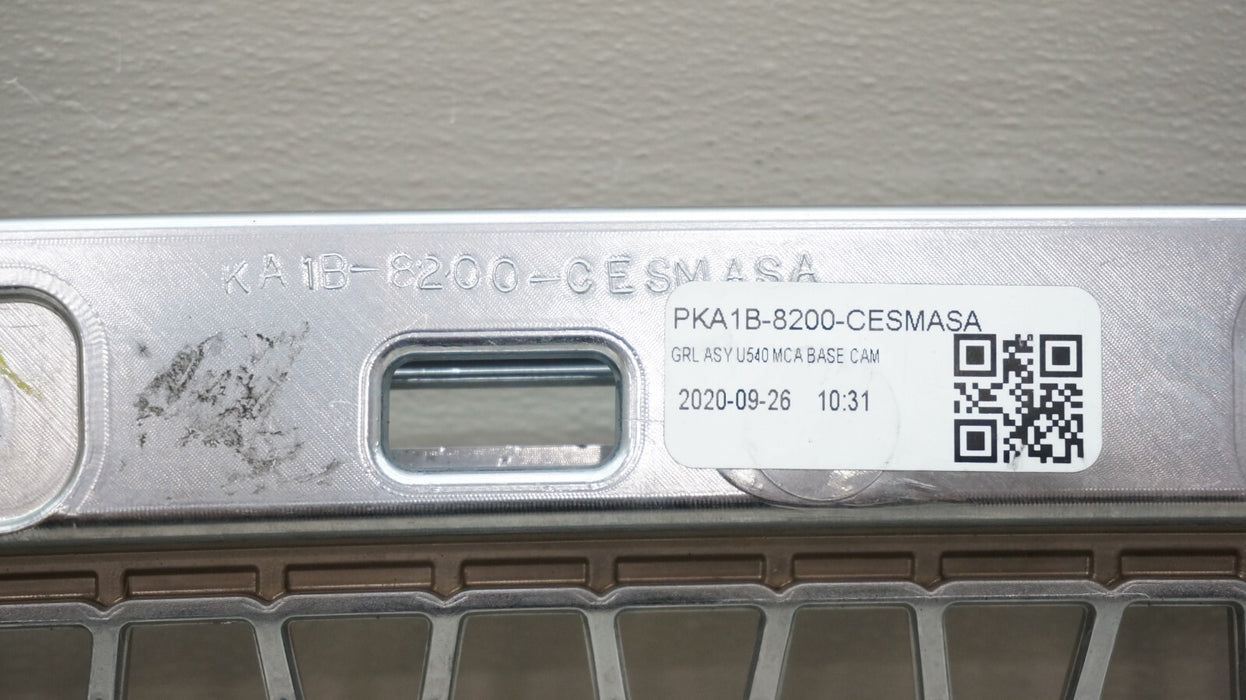 KA1B-8200-CESMASA
PKA1B-8200-CESMASA
GRL ASY U540 MCA BASE CAM
2020-09-26 10:31